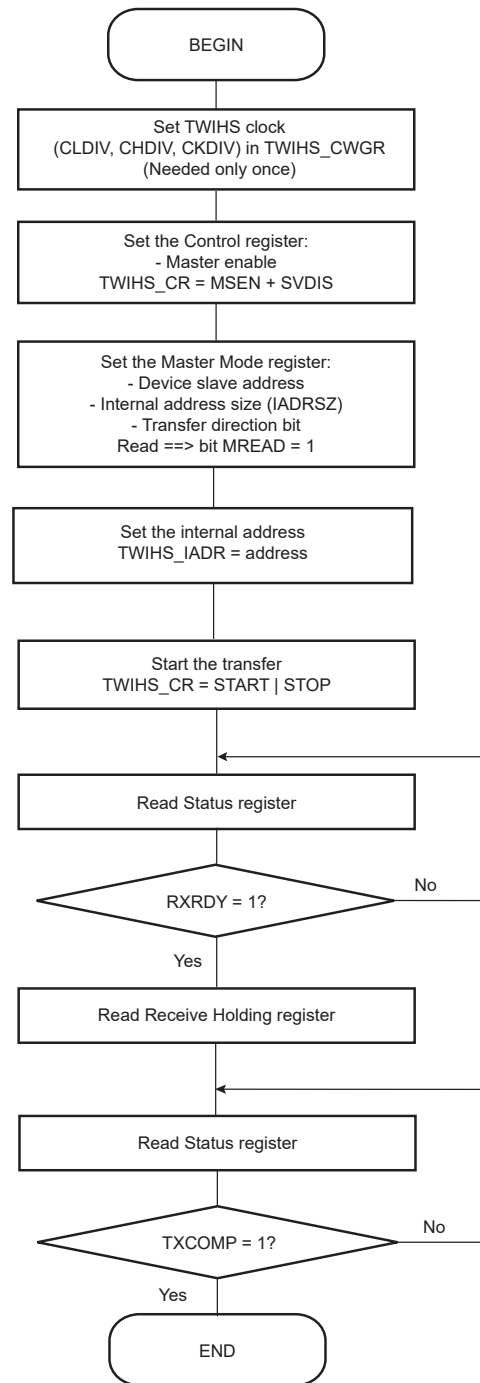 BEGIN
Set TWIHS clock
(CLDIV, CHDIV, CKDIV) in TWIHS_CWGR
(Needed only once)
Set the Control register:
- Master enable
TWIHS_CR = MSEN + SVDIS
Set the Master Mode register:
- Device slave address
- Internal address size (IADRSZ)
- Transfer direction bit
Read ==> bit MREAD = 1
Set the internal address
TWIHS_IADR = address
Start the transfer
TWIHS_CR = START | STOP
Read Status register
RXRDY = 1?
No
Yes
Read Receive Holding register
Read Status register
TXCOMP = 1?
No
Yes
END